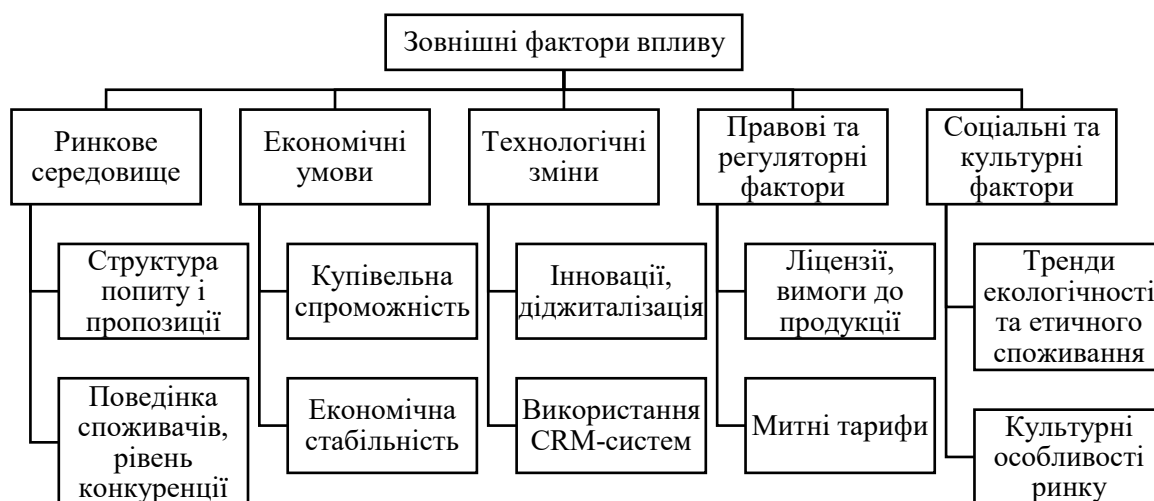 Зовнішні фактори впливу
Ринкове
середовище
Економічні
умови
Технологічні
зміни
Правові та
регуляторні
фактори
Соціальні та
культурні
фактори
Структура
попиту і
пропозиції
Купівельна
спроможність
Інновації,
діджиталізація
Ліцензії,
вимоги до
продукції
Тренди
екологічності
та етичного
споживання
Поведінка
споживачів,
рівень
конкуренції
Економічна
стабільність
Використання
CRM-систем
Митні тарифи
Культурні
особливості
ринку